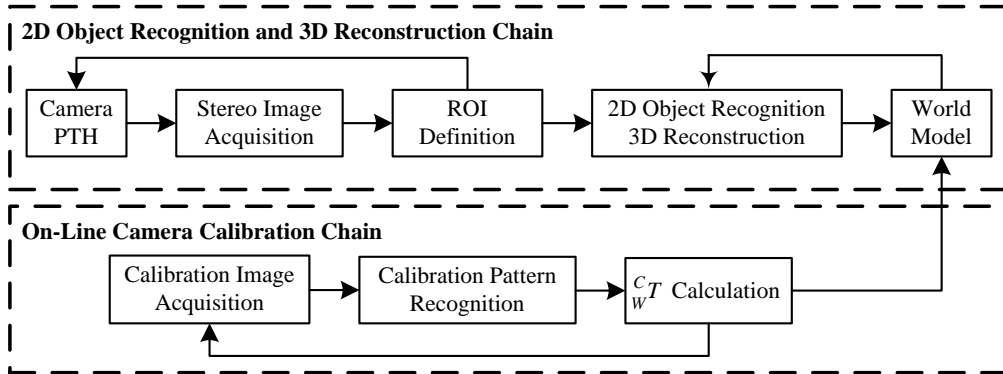 2D Object Recognition and 3D Reconstruction Chain
Camera
PTH
Stereo Image
Acquisition
ROI
Definition
2D Object Recognition
3D Reconstruction
World
Model
On-Line Camera Calibration Chain
Calibration Image
Acquisition
Calibration Pattern
Recognition
C
W T Calculation